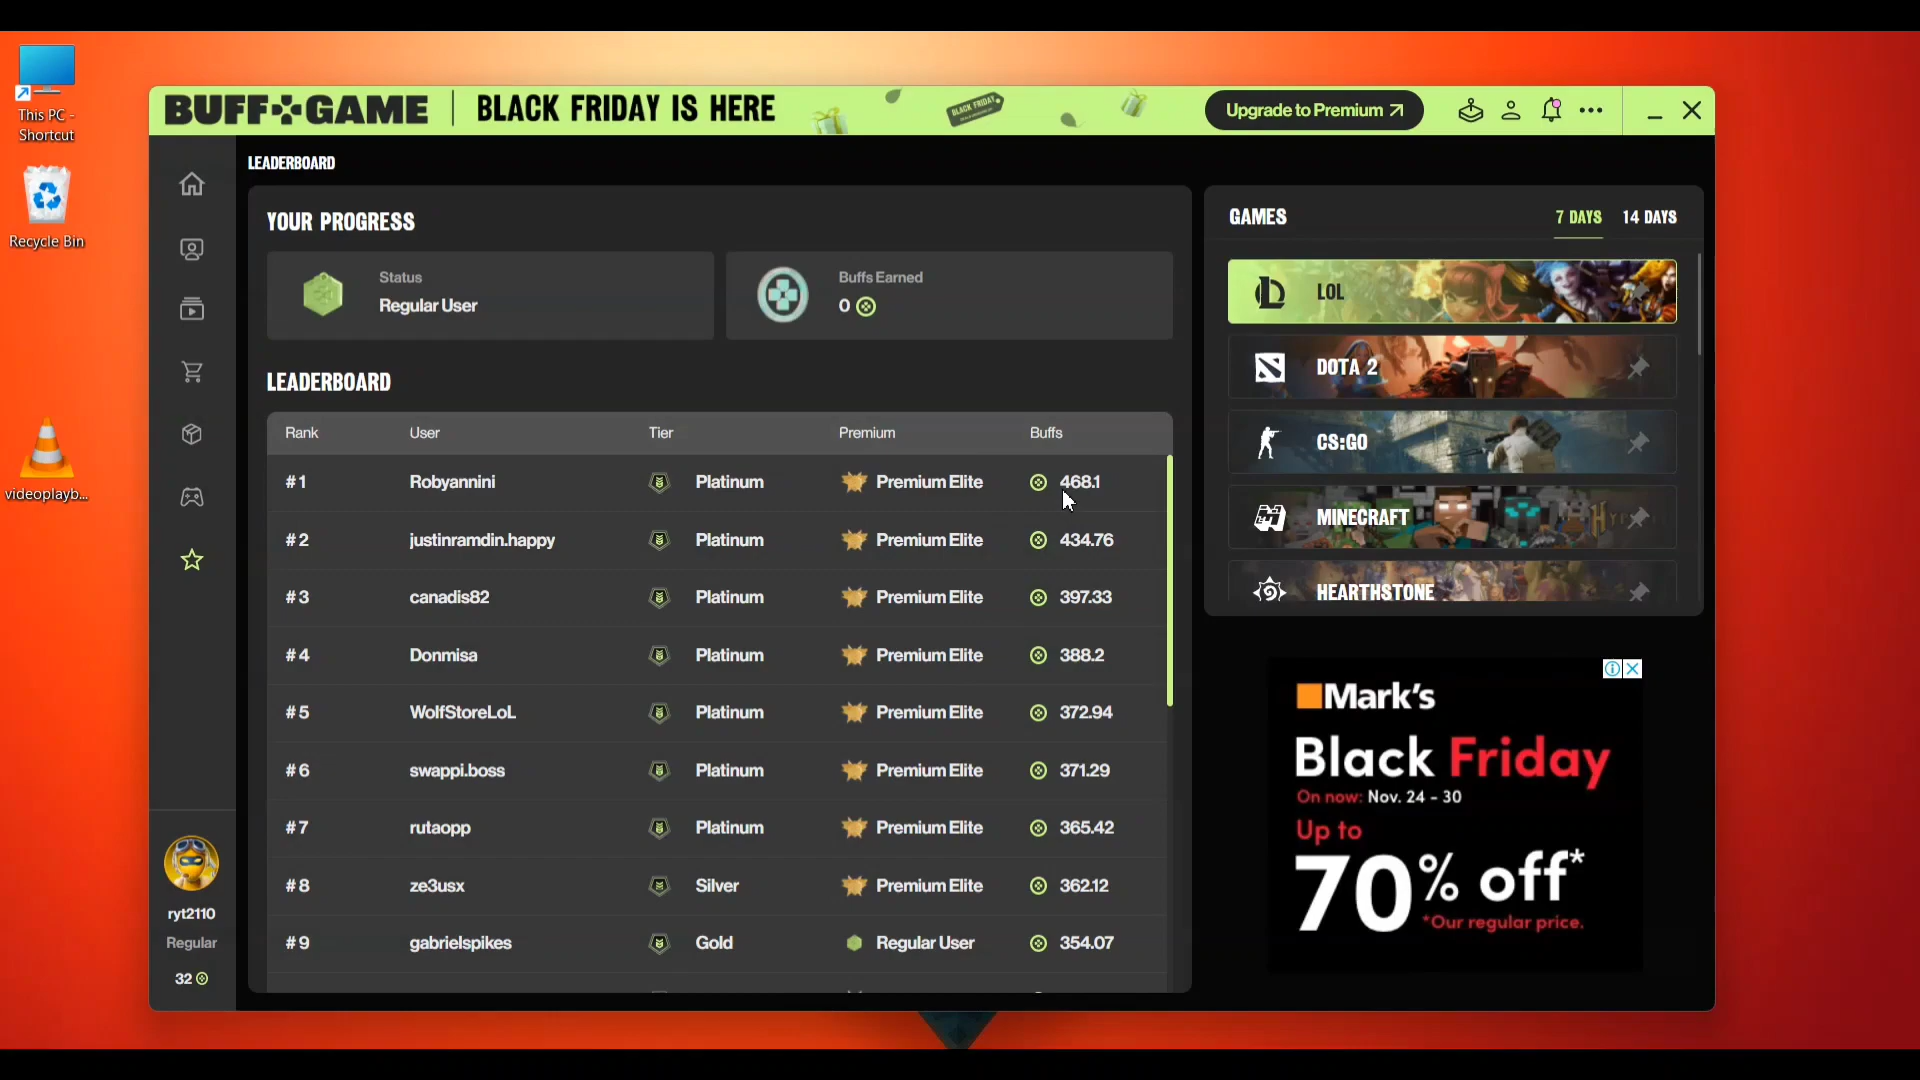 This PC -
Shortcut
Recycle Bin
videoplayb...
BUFF GAME
BLACK FRIDAY IS HERE
BLACK FRIDAY
Upgrade to Premium
LEADERBOARD
YOUR PROGRESS
Status
Regular User
Buffs Earned
0
LEADERBOARD
Rank User Tier Premium Buffs
#1 Robyannini Platinum Premium Elite 468.1
#2 justinramdin.happy Platinum Premium Elite 434.76
#3 canadis82 Platinum Premium Elite 397.33
#4 Donmisa Platinum Premium Elite 388.2
#5 WolfStoreLoL Platinum Premium Elite 372.94
#6 swappi.boss Platinum Premium Elite 371.29
#7 rutaopp Platinum Premium Elite 365.42
#8 ze3usx Silver Premium Elite 362.12
#9 gabrielspikes Gold Regular User 354.07
ryt2110
Regular
32
GAMES
7 DAYS 14 DAYS
LOL
DOTA 2
CS:GO
MINECRAFT
HEARTHSTONE
Mark's
Black Friday
On now: Nov. 24 - 30
Up to
70% off*
*Our regular price.